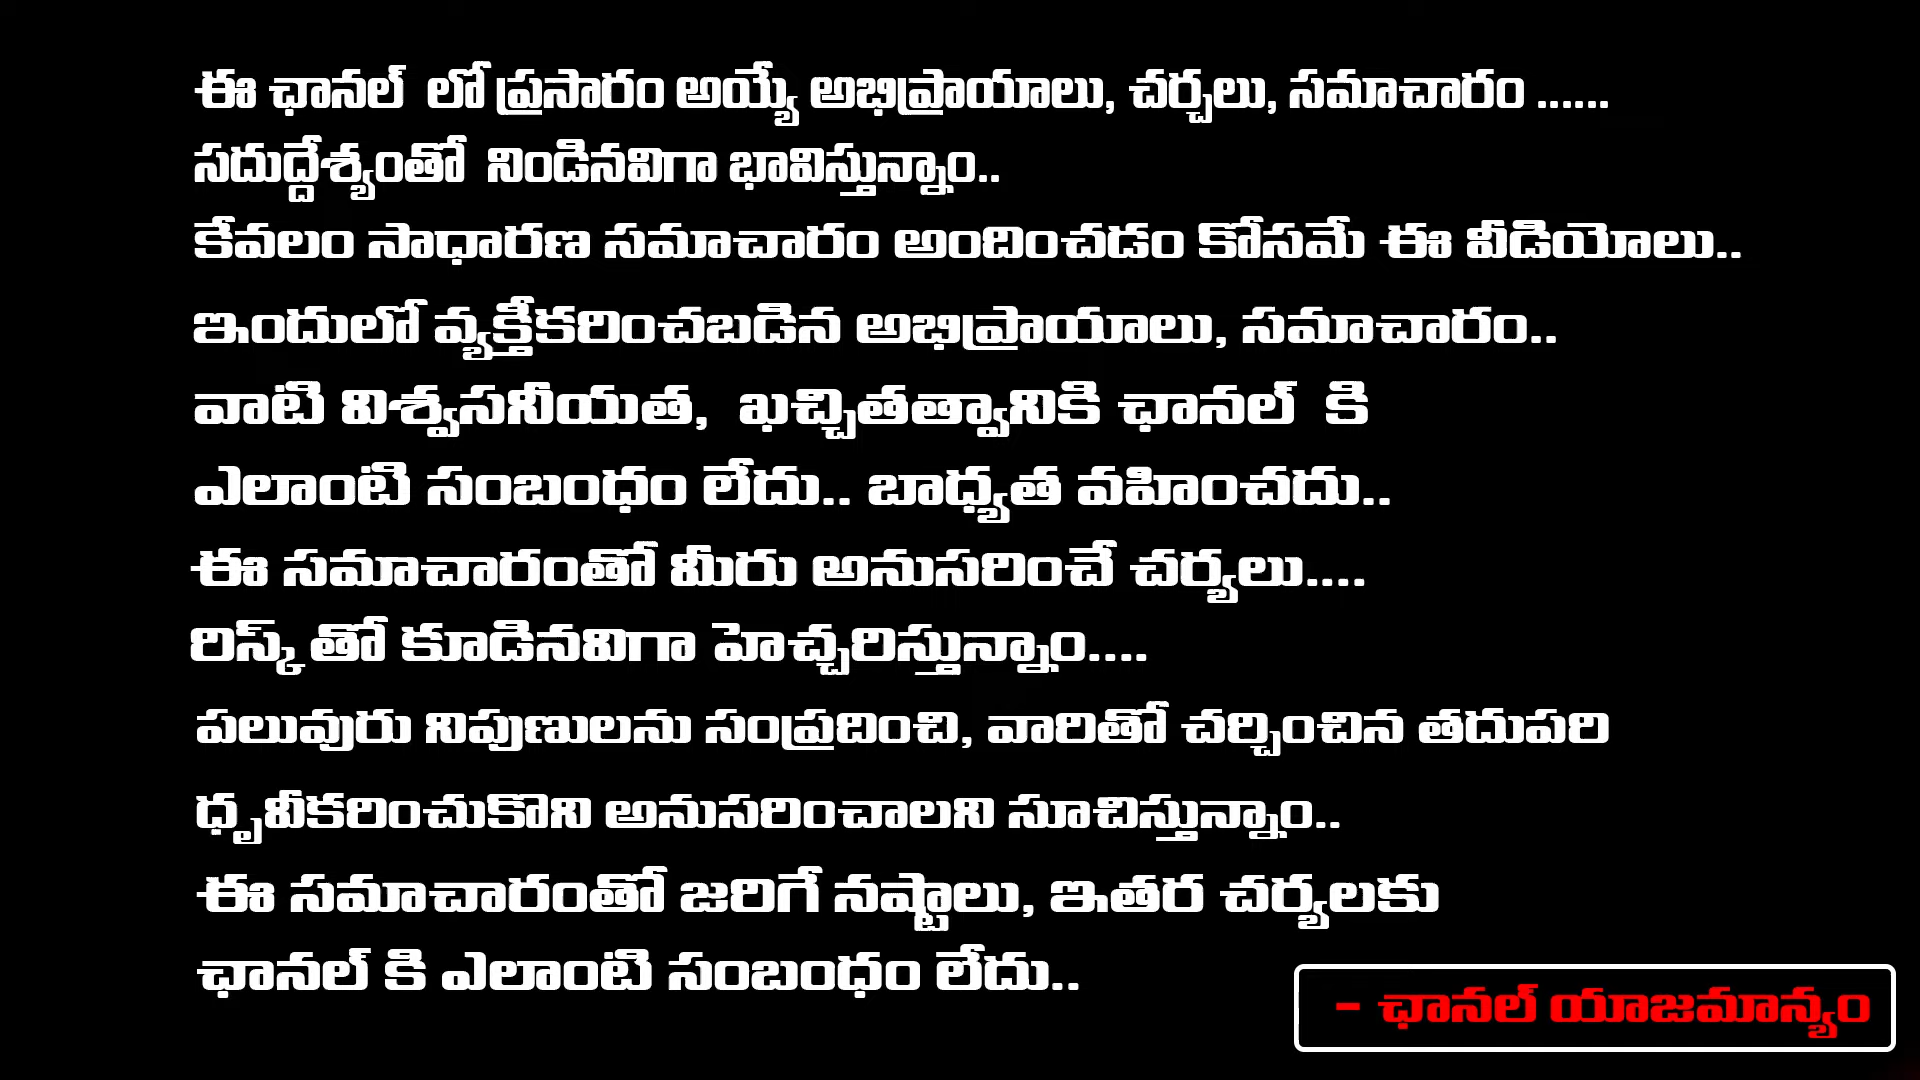 ఈ ఛానల్ లో ప్రసారం అయ్యే అభిప్రాయాలు, చర్చలు, సమాచారం ......
సదుద్దేశ్యంతో నిండినవిగా భావిస్తున్నాం..
కేవలం సాధారణ సమాచారం అందించడం కోసమే ఈ వీడియోలు..
ఇందులో వ్యక్తీకరించబడిన అభిప్రాయాలు, సమాచారం..
వాటి విశ్వసనీయత, ఖచ్చితత్వానికి ఛానల్ కి
ఎలాంటి సంబంధం లేదు.. బాధ్యత వహించదు..
ఈ సమాచారంతో మీరు అనుసరించే చర్యలు....
రిస్క్ తో కూడినవిగా హెచ్చరిస్తున్నాం....
పలువురు నిపుణులను సంప్రదించి, వారితో చర్చించిన తదుపరి
ధృవీకరించుకొని అనుసరించాలని సూచిస్తున్నాం..
ఈ సమాచారంతో జరిగే నష్టాలు, ఇతర చర్యలకు
ఛానల్ కి ఎలాంటి సంబంధం లేదు..
- ఛానల్ యాజమాన్యం